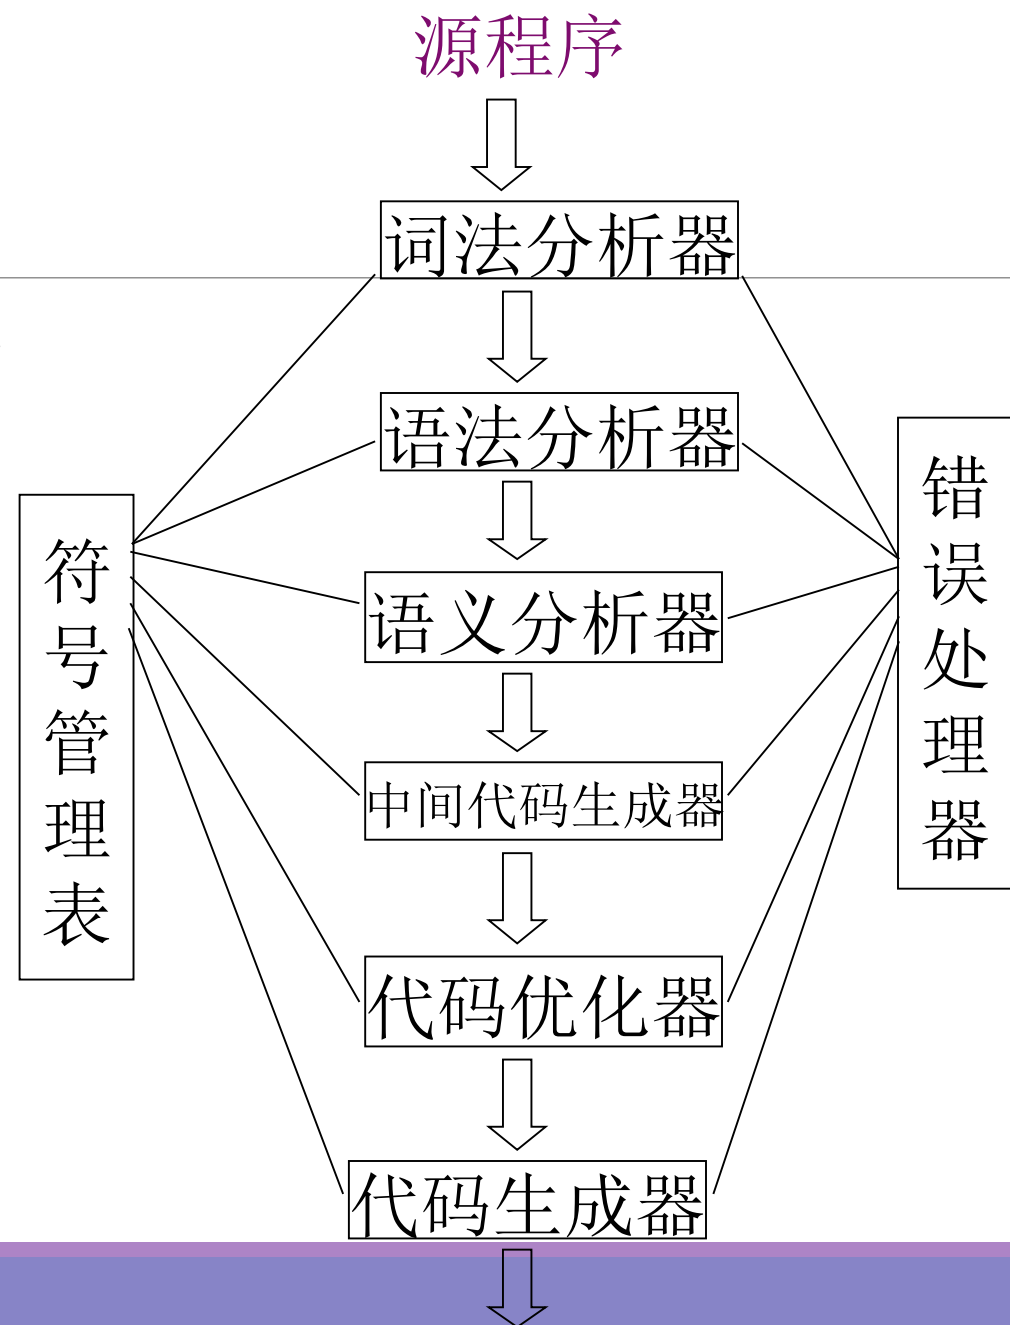 源程序
词法分析器
语法分析器
语义分析器
中间代码生成器
代码优化器
代码生成器
符号管理表
错误处理器